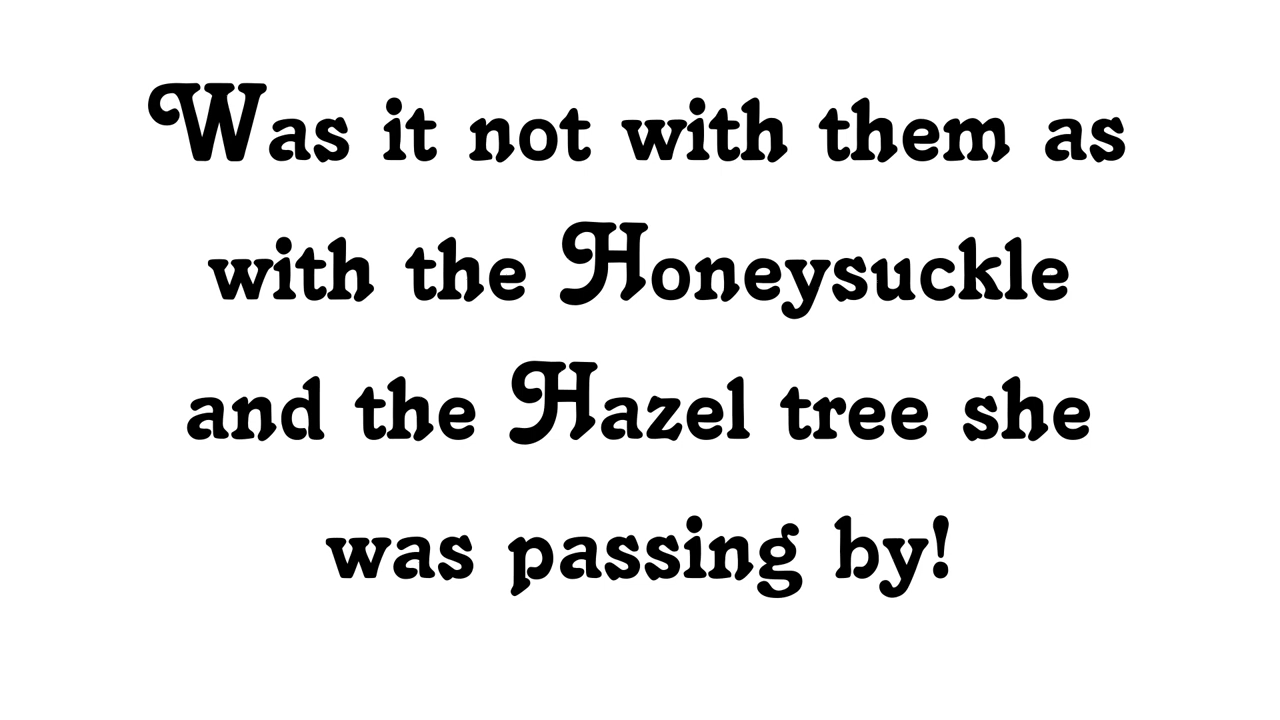 Was it not with them as
with the Honeysuckle
and the Hazel tree she
was passing by!